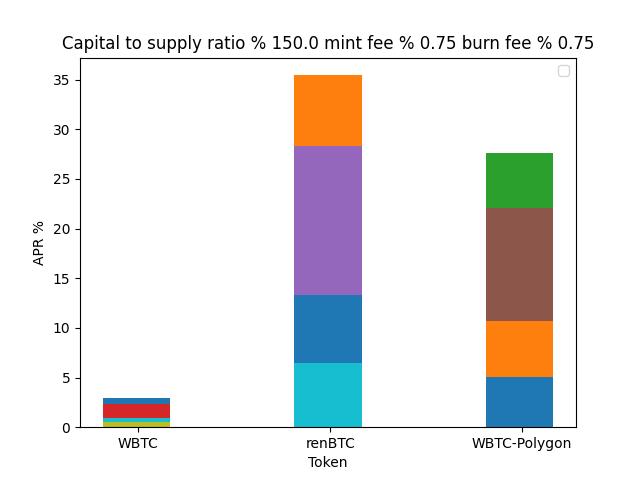 Capital to supply ratio % 150.0 mint fee % 0.75 burn fee % 0.75
APR %
35
30
25
20
15
10
5
0
WBTC renBTC WBTC-Polygon
Token